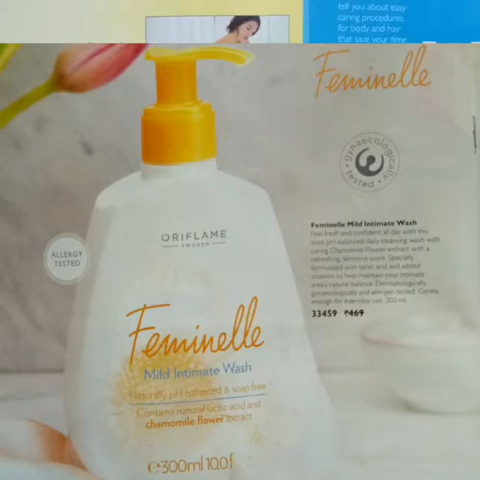 tell you about easy
caring procedures
for body and hair
that save your time
Feminelle
gynaecologically
tested
ALLERGY
TESTED
ORIFLAME
SWEDEN
Feminelle
Mild Intimate Wash
Naturally pH-balanced & soap free
Contains natural lactic acid and
chamomile flower extract
℮300ml 10.0f
Feminelle Mild Intimate Wash
Feel fresh and confident all day with this
mild, pH-balanced daily cleansing wash with
caring Chamomile Flower extract with a
refreshing, feminine scent. Specially
formulated with lactic acid and added
vitamins to help maintain your intimate
area's natural balance. Dermatologically,
gynaecologically and allergen tested. Gentle
enough for everyday use. 300 ml.
33459 ₹469